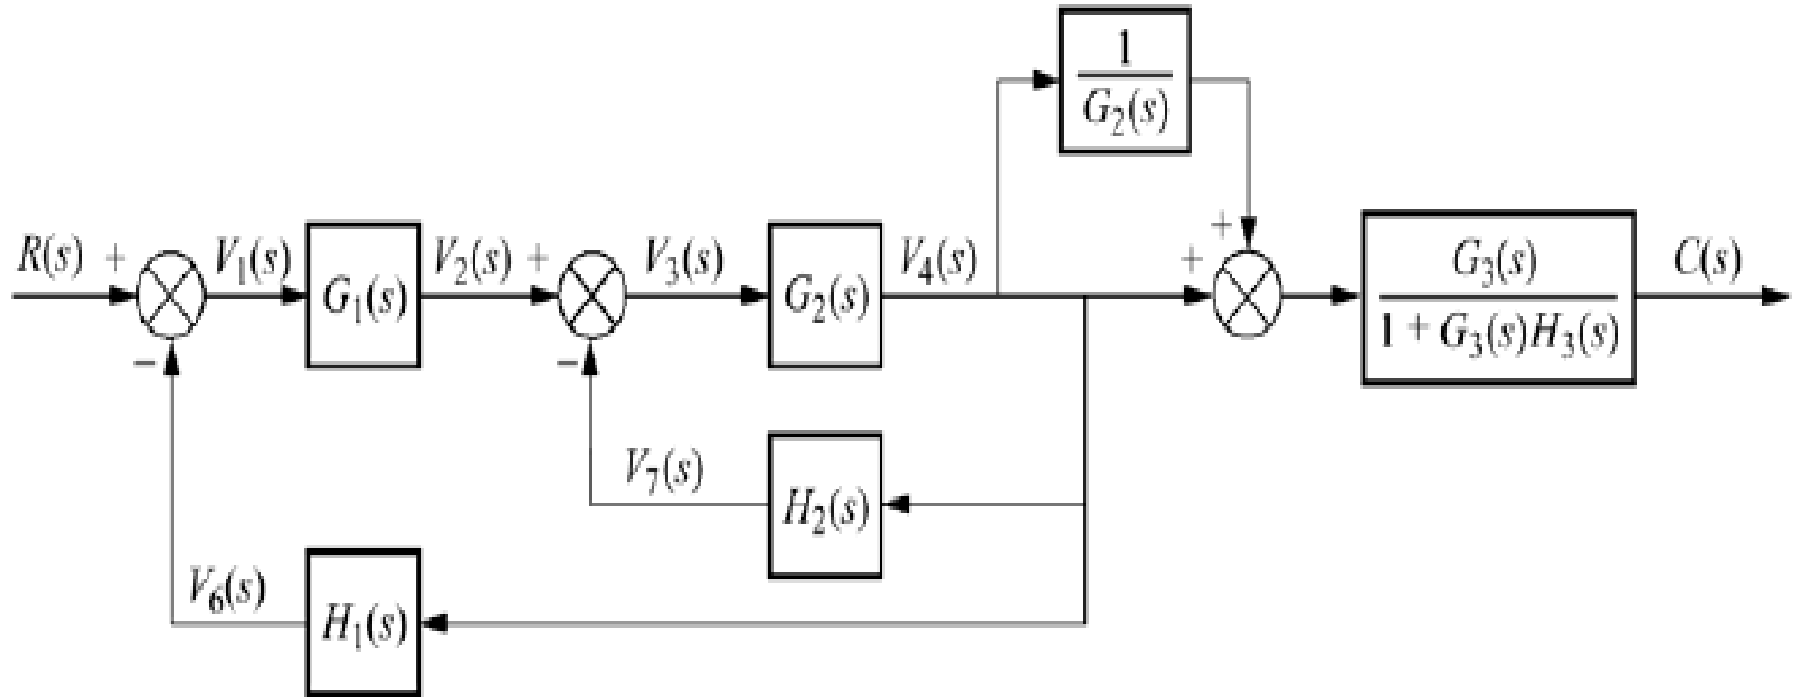 1
G₂(s)
R(s) + V₁(s) G₁(s) V₂(s) + V₃(s) G₂(s) V₄(s) + + G₃(s) C(s)
1 + G₃(s)H₃(s)
− −
V₇(s) H₂(s)
V₆(s) H₁(s)